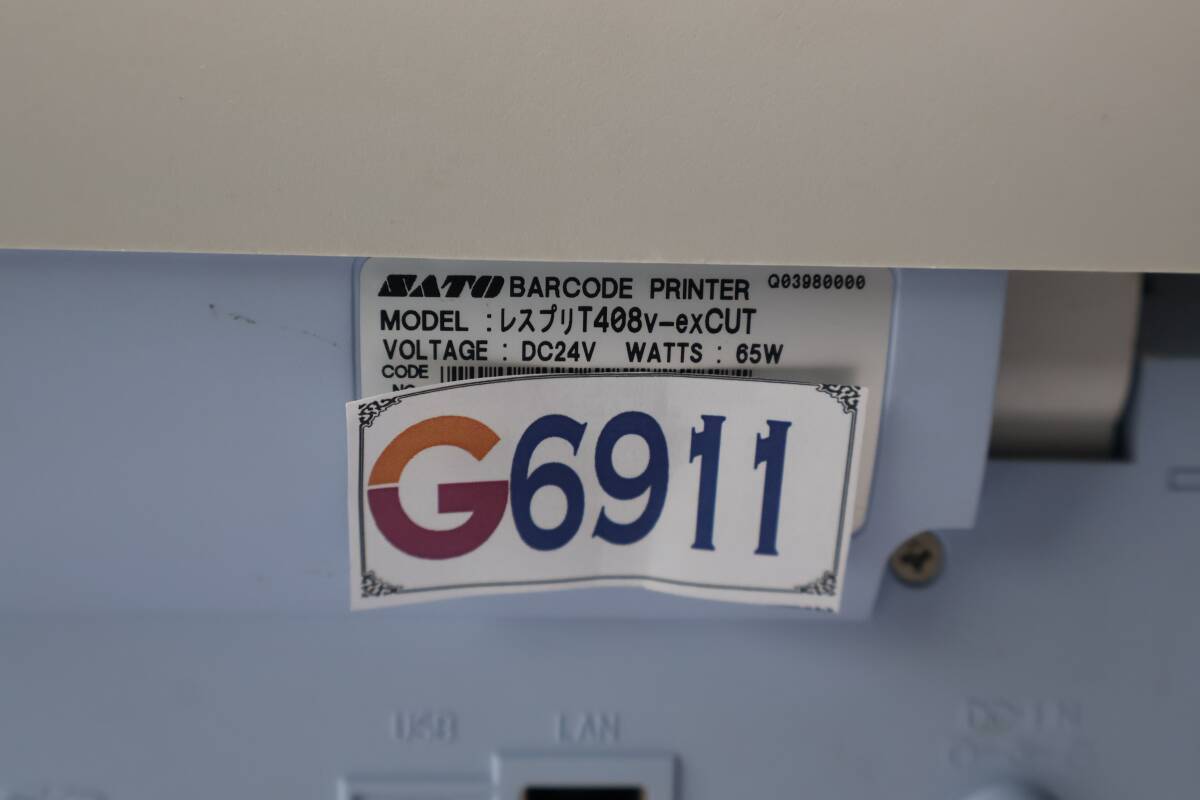 SATO BARCODE PRINTER Q03980000
MODEL :レスプリT408v-exCUT
VOLTAGE : DC24V WATTS : 65W
CODE
G6911
USB LAN